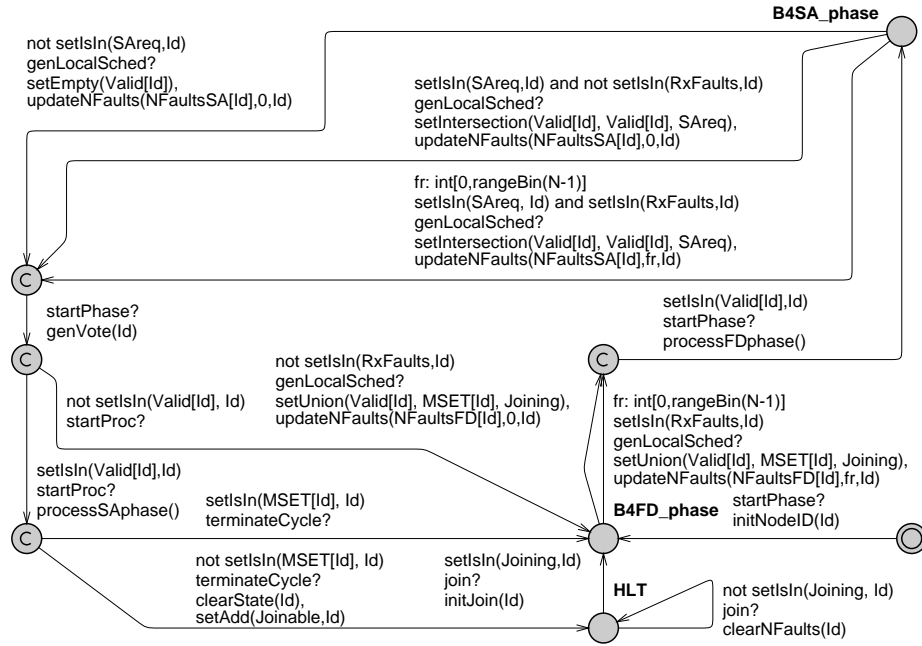 B4SA_phase
not setIsIn(SAreq,Id)
genLocalSched?
setEmpty(Valid[Id]),
updateNFaults(NFaultsSA[Id],0,Id)
setIsIn(SAreq,Id) and not setIsIn(RxFaults,Id)
genLocalSched?
setIntersection(Valid[Id], Valid[Id], SAreq),
updateNFaults(NFaultsSA[Id],0,Id)
fr: int[0,rangeBin(N-1)]
setIsIn(SAreq, Id) and setIsIn(RxFaults,Id)
genLocalSched?
setIntersection(Valid[Id], Valid[Id], SAreq),
updateNFaults(NFaultsSA[Id],fr,Id)
C
startPhase?
genVote(Id)
setIsIn(Valid[Id],Id)
startPhase?
processFDphase()
C
C
not setIsIn(Valid[Id], Id)
startProc?
not setIsIn(RxFaults,Id)
genLocalSched?
setUnion(Valid[Id], MSET[Id], Joining),
updateNFaults(NFaultsFD[Id],0,Id)
fr: int[0,rangeBin(N-1)]
setIsIn(RxFaults,Id)
genLocalSched?
setUnion(Valid[Id], MSET[Id], Joining),
updateNFaults(NFaultsFD[Id],fr,Id)
setIsIn(Valid[Id],Id)
startProc?
processSAphase()
setIsIn(MSET[Id], Id)
terminateCycle?
B4FD_phase
startPhase?
initNodeID(Id)
C
not setIsIn(MSET[Id], Id)
terminateCycle?
clearState(Id),
setAdd(Joinable,Id)
setIsIn(Joining,Id)
join?
initJoin(Id)
HLT
not setIsIn(Joining, Id)
join?
clearNFaults(Id)